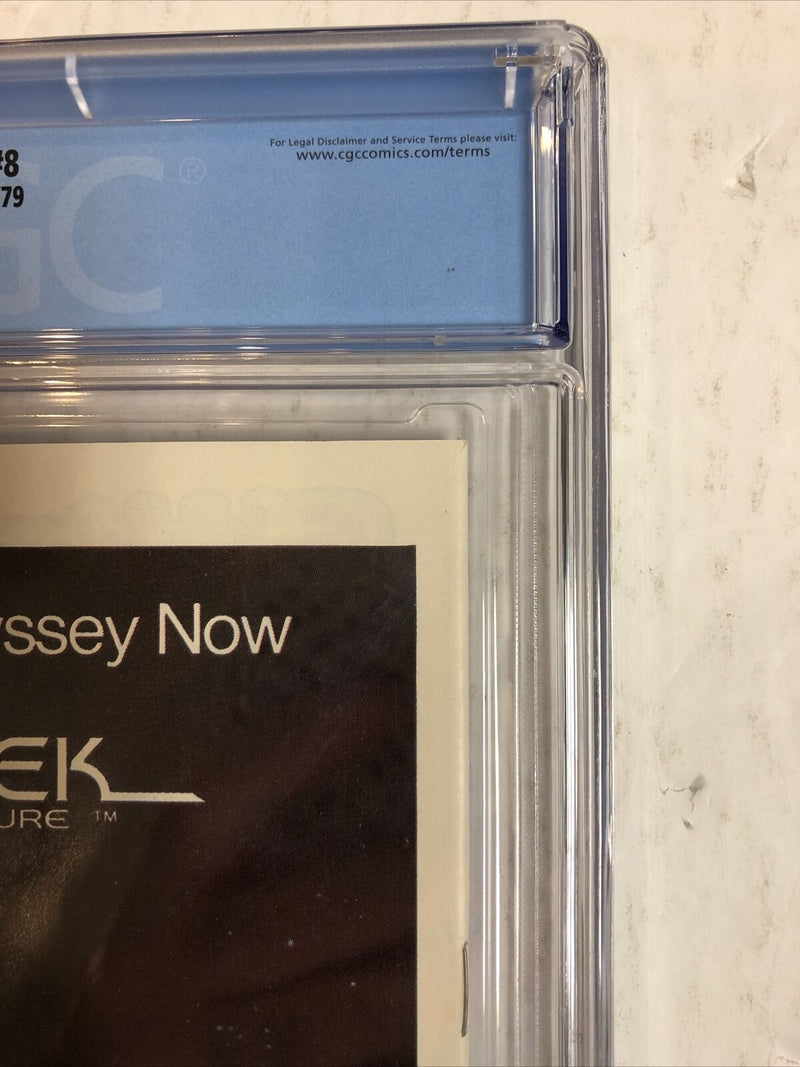 For Legal Disclaimer and Service Terms please visit:
www.cgccomics.com/terms
#8
79
GC ®
yssey Now
EK
URE ™